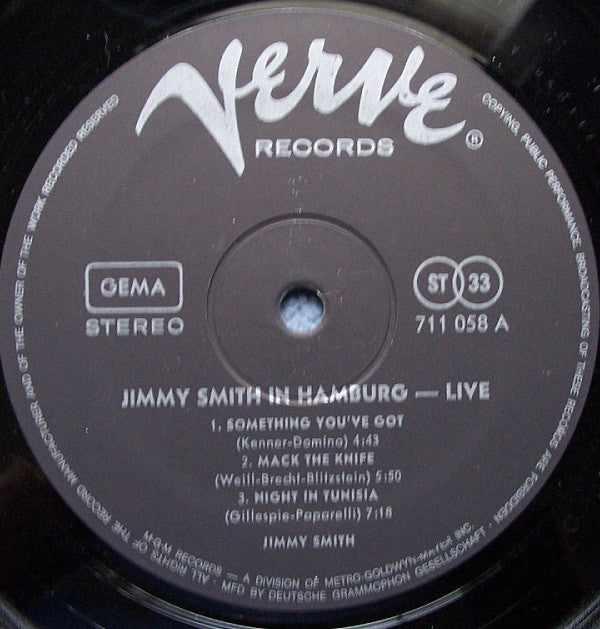 Verve
RECORDS ®
GEMA
STEREO
ST 33
711 058 A
JIMMY SMITH IN HAMBURG — LIVE
1. SOMETHING YOU'VE GOT
(Kenner-Domino) 4:43
2. MACK THE KNIFE
(Weill-Brecht-Blitzstein) 5:50
3. NIGHT IN TUNISIA
(Gillespie-Paparelli) 7:18
JIMMY SMITH
M-G-M RECORDS — A DIVISION OF METRO-GOLDWYN-MAYER INC.
MFD BY DEUTSCHE GRAMMOPHON GESELLSCHAFT · ALL RIGHTS OF THE RECORD MANUFACTURER AND OF THE OWNER OF THE WORK RECORDED RESERVED
COPYING, PUBLIC PERFORMANCE, BROADCASTING OF THESE RECORDS ARE FORBIDDEN